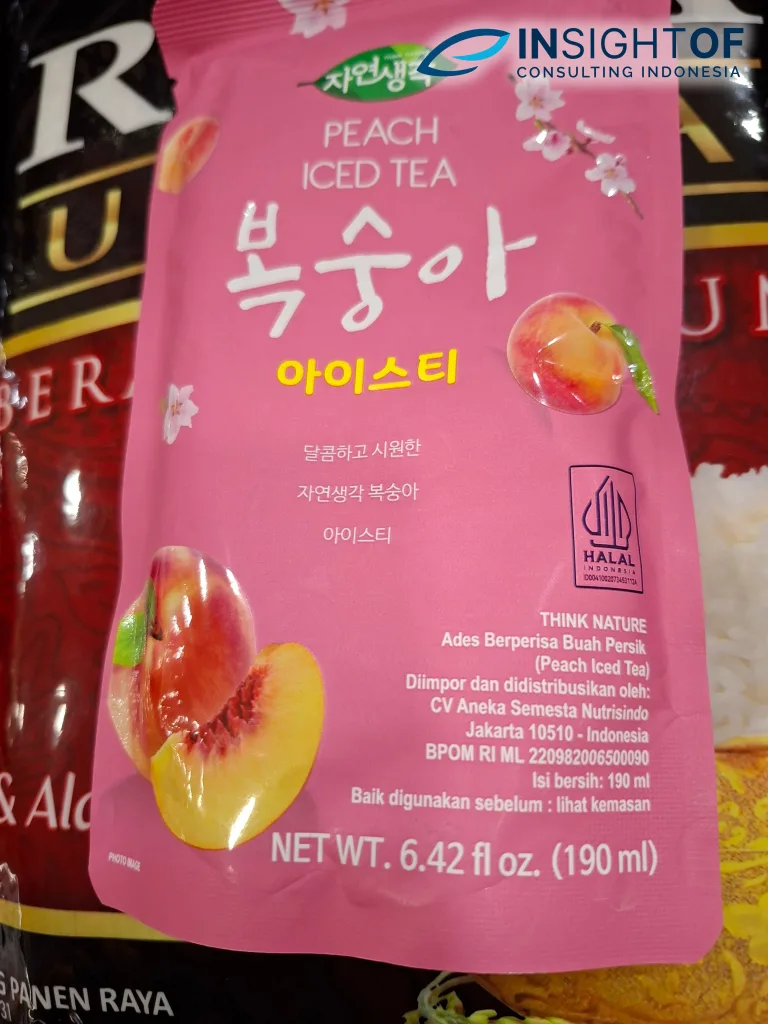 INSIGHTOF
CONSULTING INDONESIA
자연생각
PEACH
ICED TEA
복숭아
아이스티
달콤하고 시원한
자연생각 복숭아
아이스티
HALAL
INDONESIA
THINK NATURE
Ades Berperisa Buah Persik
(Peach Iced Tea)
Diimpor dan didistribusikan oleh:
CV Aneka Semesta Nutrisindo
Jakarta 10510 - Indonesia
BPOM RI ML 220982006500090
Isi bersih: 190 ml
Baik digunakan sebelum : lihat kemasan
NET WT. 6.42 fl oz. (190 ml)
PHOTO IMAGE
PANEN RAYA